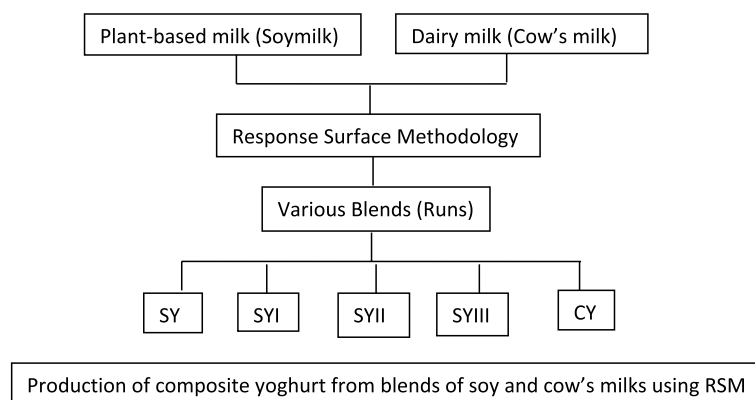 Plant-based milk (Soymilk)
Dairy milk (Cow's milk)
Response Surface Methodology
Various Blends (Runs)
SY
SYI
SYII
SYIII
CY
Production of composite yoghurt from blends of soy and cow's milks using RSM